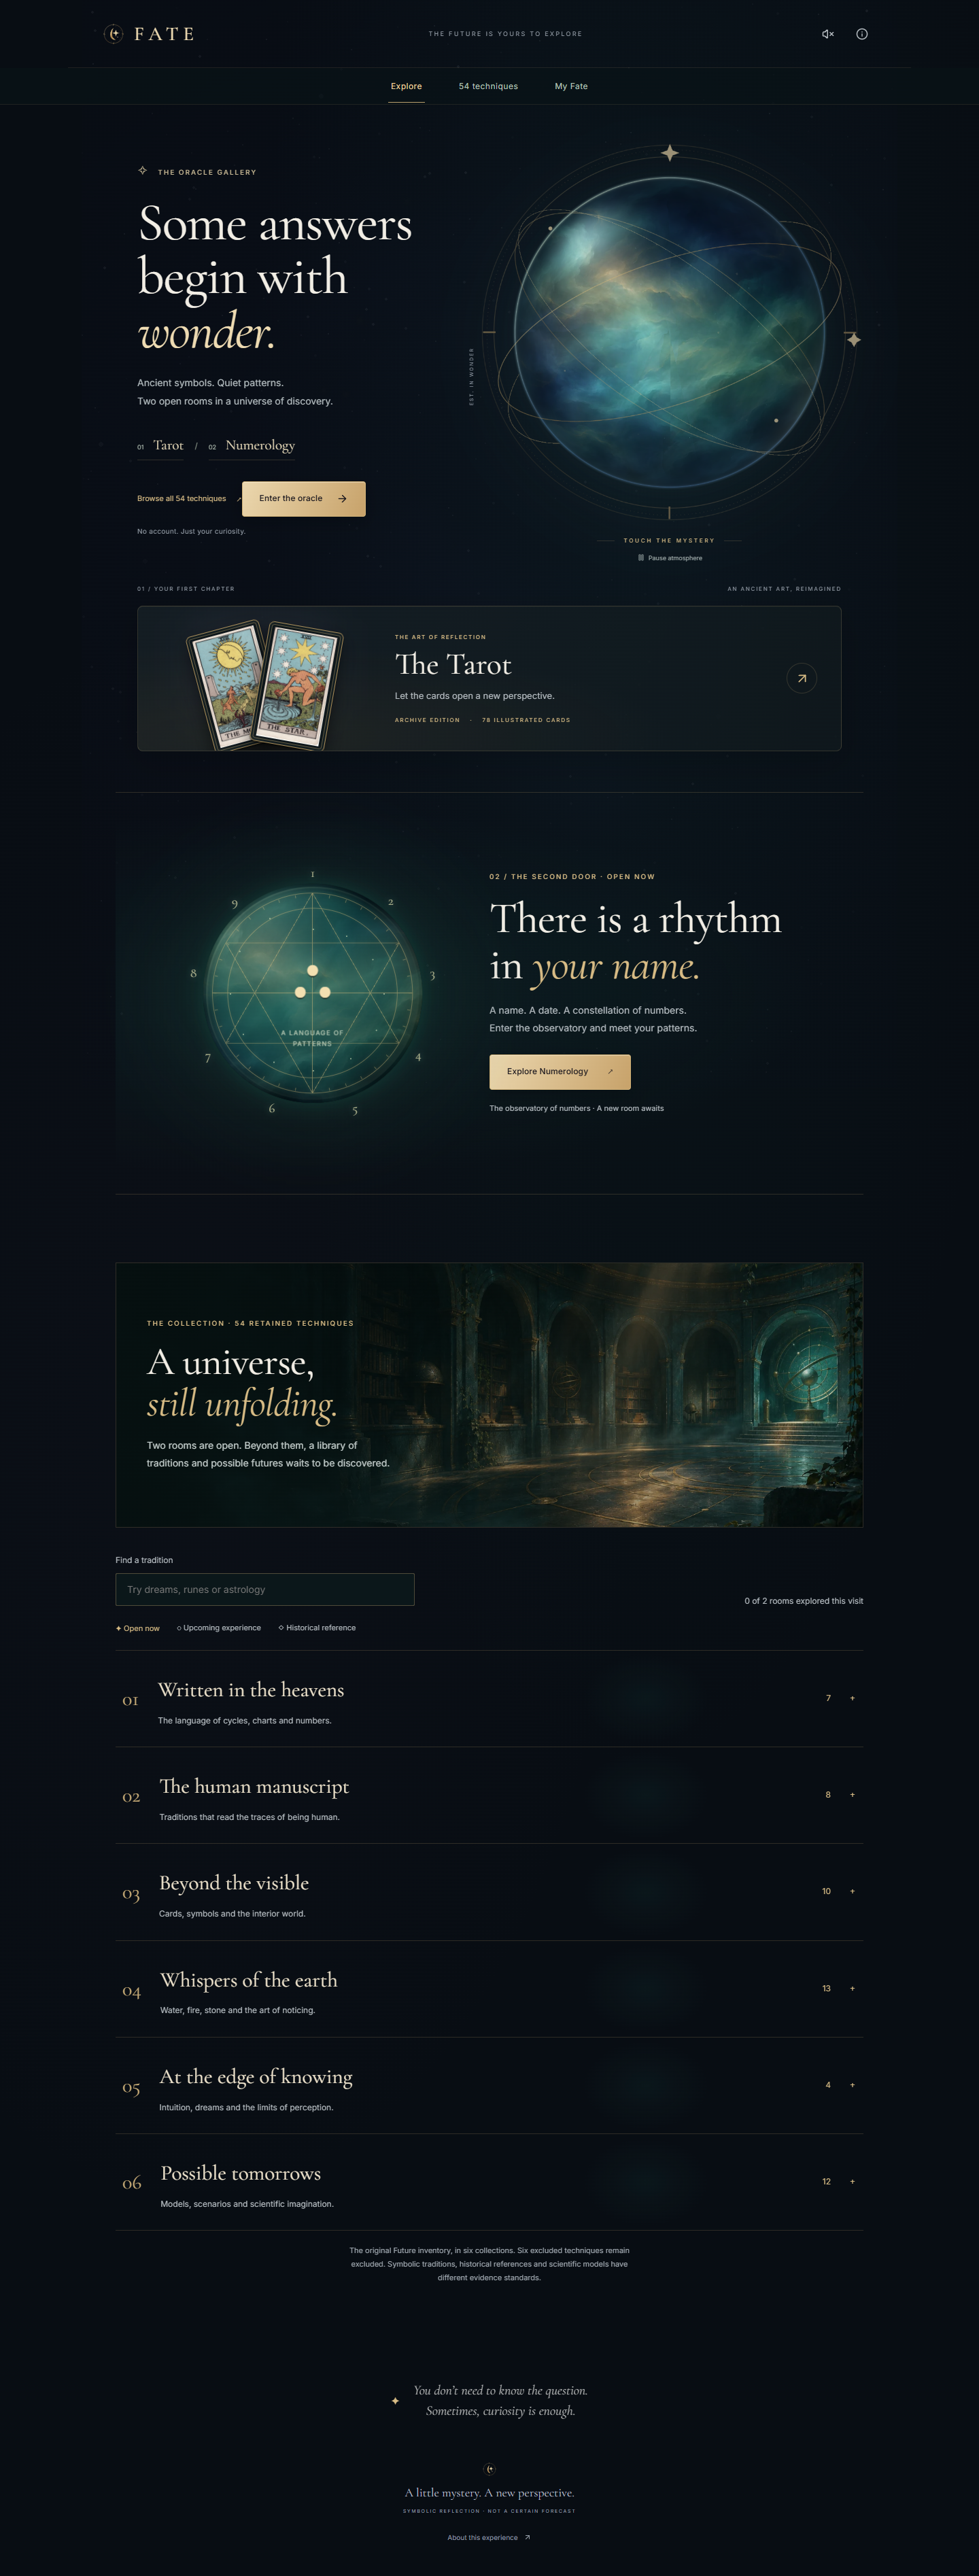 FATE
THE FUTURE IS YOURS TO EXPLORE
Explore
54 techniques
My Fate
THE ORACLE GALLERY
Some answers
begin with
wonder.
Ancient symbols. Quiet patterns.
Two open rooms in a universe of discovery.
01 Tarot / 02 Numerology
Browse all 54 techniques ↗
Enter the oracle →
No account. Just your curiosity.
EST. IN WONDER
TOUCH THE MYSTERY
Pause atmosphere
01 / YOUR FIRST CHAPTER
AN ANCIENT ART, REIMAGINED
XVIII
XVII
THE STAR
THE ART OF REFLECTION
The Tarot
Let the cards open a new perspective.
ARCHIVE EDITION · 78 ILLUSTRATED CARDS
1
2
3
4
5
6
7
8
9
A LANGUAGE OF
PATTERNS
02 / THE SECOND DOOR · OPEN NOW
There is a rhythm
in your name.
A name. A date. A constellation of numbers.
Enter the observatory and meet your patterns.
Explore Numerology ↗
The observatory of numbers · A new room awaits
THE COLLECTION · 54 RETAINED TECHNIQUES
A universe,
still unfolding.
Two rooms are open. Beyond them, a library of
traditions and possible futures waits to be discovered.
Find a tradition
Try dreams, runes or astrology
0 of 2 rooms explored this visit
✦ Open now
○ Upcoming experience
◇ Historical reference
01
Written in the heavens
The language of cycles, charts and numbers.
7 +
02
The human manuscript
Traditions that read the traces of being human.
8 +
03
Beyond the visible
Cards, symbols and the interior world.
10 +
04
Whispers of the earth
Water, fire, stone and the art of noticing.
13 +
05
At the edge of knowing
Intuition, dreams and the limits of perception.
4 +
06
Possible tomorrows
Models, scenarios and scientific imagination.
12 +
The original Future inventory, in six collections. Six excluded techniques remain
excluded. Symbolic traditions, historical references and scientific models have
different evidence standards.
You don't need to know the question.
Sometimes, curiosity is enough.
A little mystery. A new perspective.
SYMBOLIC REFLECTION · NOT A CERTAIN FORECAST
About this experience ↗